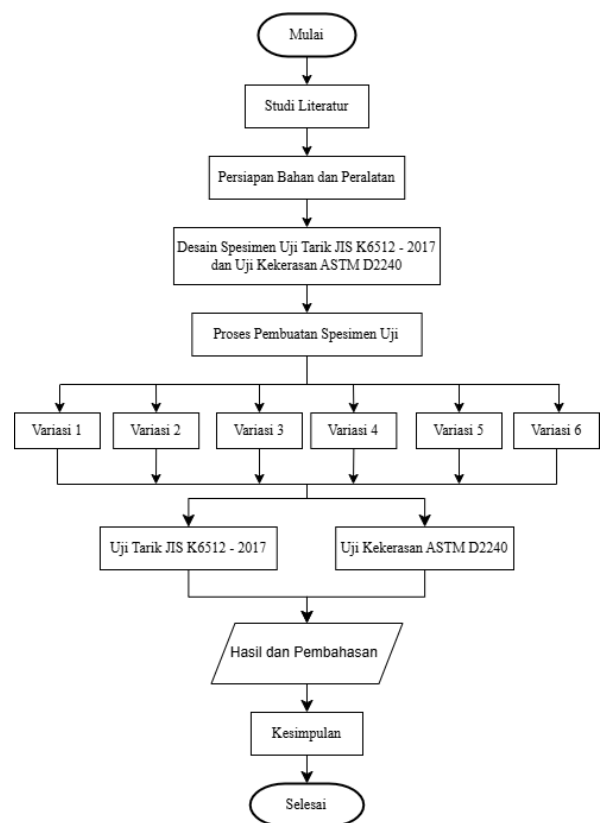 Mulai
Studi Literatur
Persiapan Bahan dan Peralatan
Desain Spesimen Uji Tarik JIS K6512 - 2017
dan Uji Kekerasan ASTM D2240
Proses Pembuatan Spesimen Uji
Variasi 1
Variasi 2
Variasi 3
Variasi 4
Variasi 5
Variasi 6
Uji Tarik JIS K6512 - 2017
Uji Kekerasan ASTM D2240
Hasil dan Pembahasan
Kesimpulan
Selesai